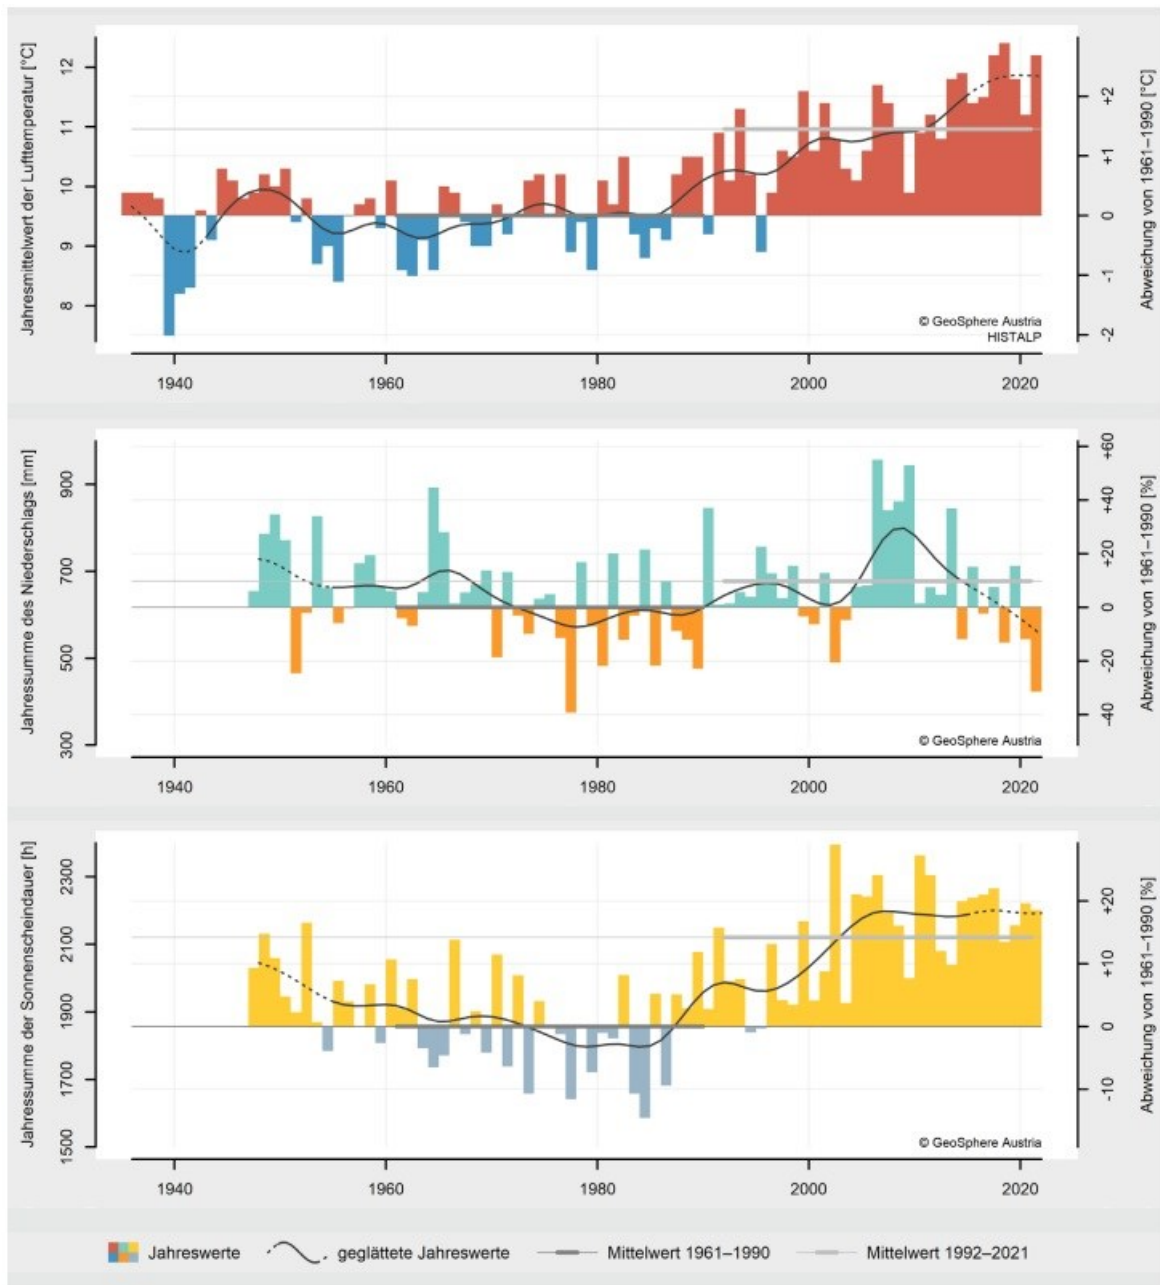 Jahresmittelwert der Lufttemperatur [°C]
12
11
10
9
8
+2
+1
0
-1
-2
Abweichung von 1961–1990 [°C]
© GeoSphere Austria
HISTALP
1940 1960 1980 2000 2020
Jahressumme des Niederschlags [mm]
900
700
500
300
+60
+40
+20
0
-20
-40
Abweichung von 1961–1990 [%]
© GeoSphere Austria
1940 1960 1980 2000 2020
Jahressumme der Sonnenscheindauer [h]
2300
2100
1900
1700
1500
+20
+10
0
-10
Abweichung von 1961–1990 [%]
© GeoSphere Austria
1940 1960 1980 2000 2020
Jahreswerte geglättete Jahreswerte Mittelwert 1961–1990 Mittelwert 1992–2021